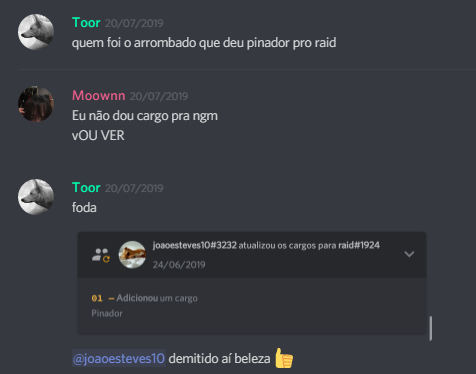 Toor 20/07/2019
quem foi o arrombado que deu pinador pro raid
Moownn 20/07/2019
Eu não dou cargo pra ngm
vOU VER
Toor 20/07/2019
foda
joaoesteves10#3232 atualizou os cargos para raid#1924
24/06/2019
01 — Adicionou um cargo
Pinador
@joaoesteves10 demitido aí beleza